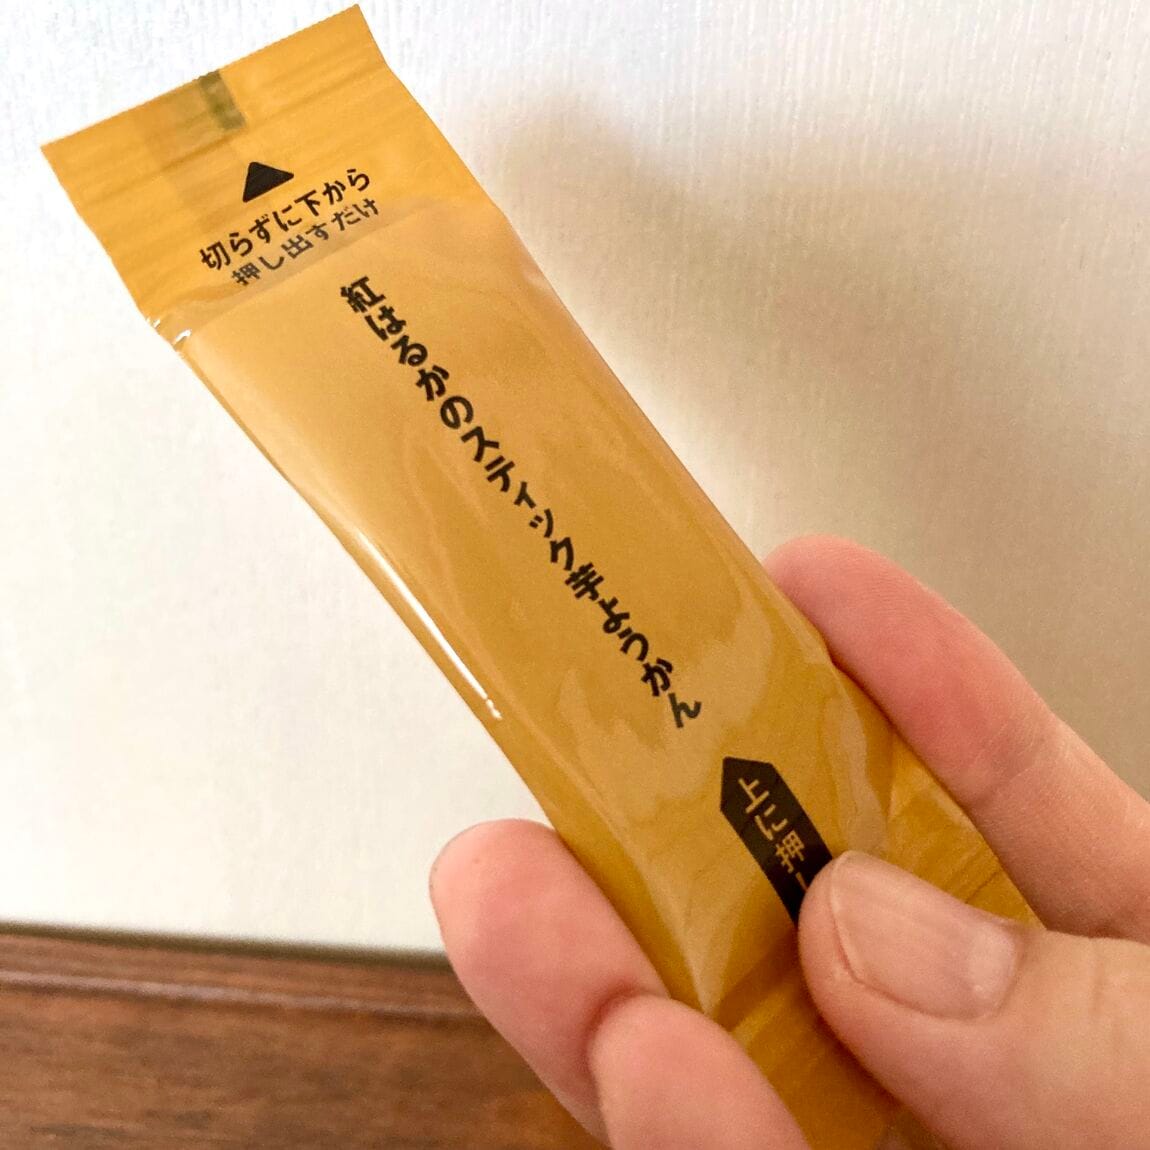 切らずに下から
押し出すだけ
紅はるかのスティック芋ようかん
上に押し